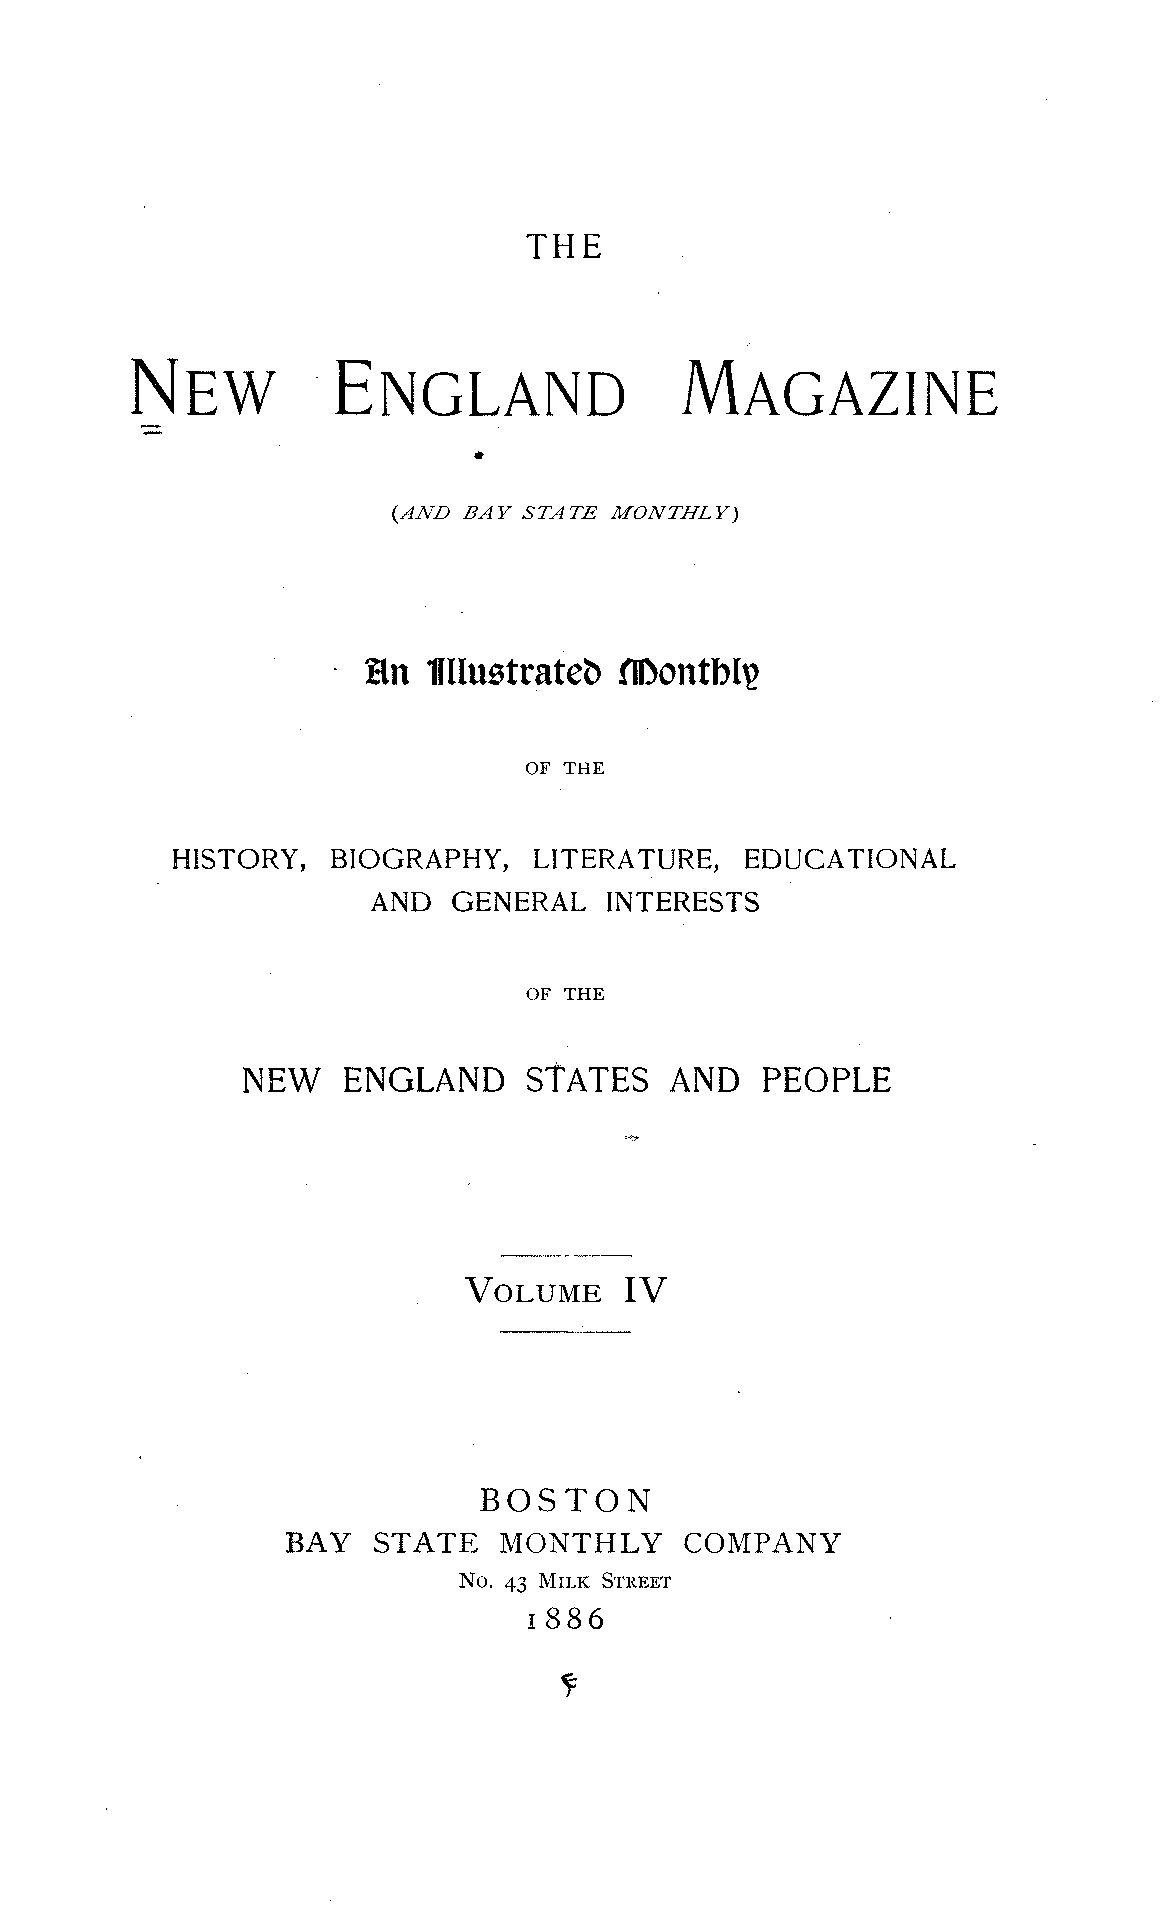 THE
NEW ENGLAND MAGAZINE
(AND BAY STATE MONTHLY)
An Illustrated Monthly
OF THE
HISTORY, BIOGRAPHY, LITERATURE, EDUCATIONAL
AND GENERAL INTERESTS
OF THE
NEW ENGLAND STATES AND PEOPLE
VOLUME IV
BOSTON
BAY STATE MONTHLY COMPANY
No. 43 MILK STREET
1886